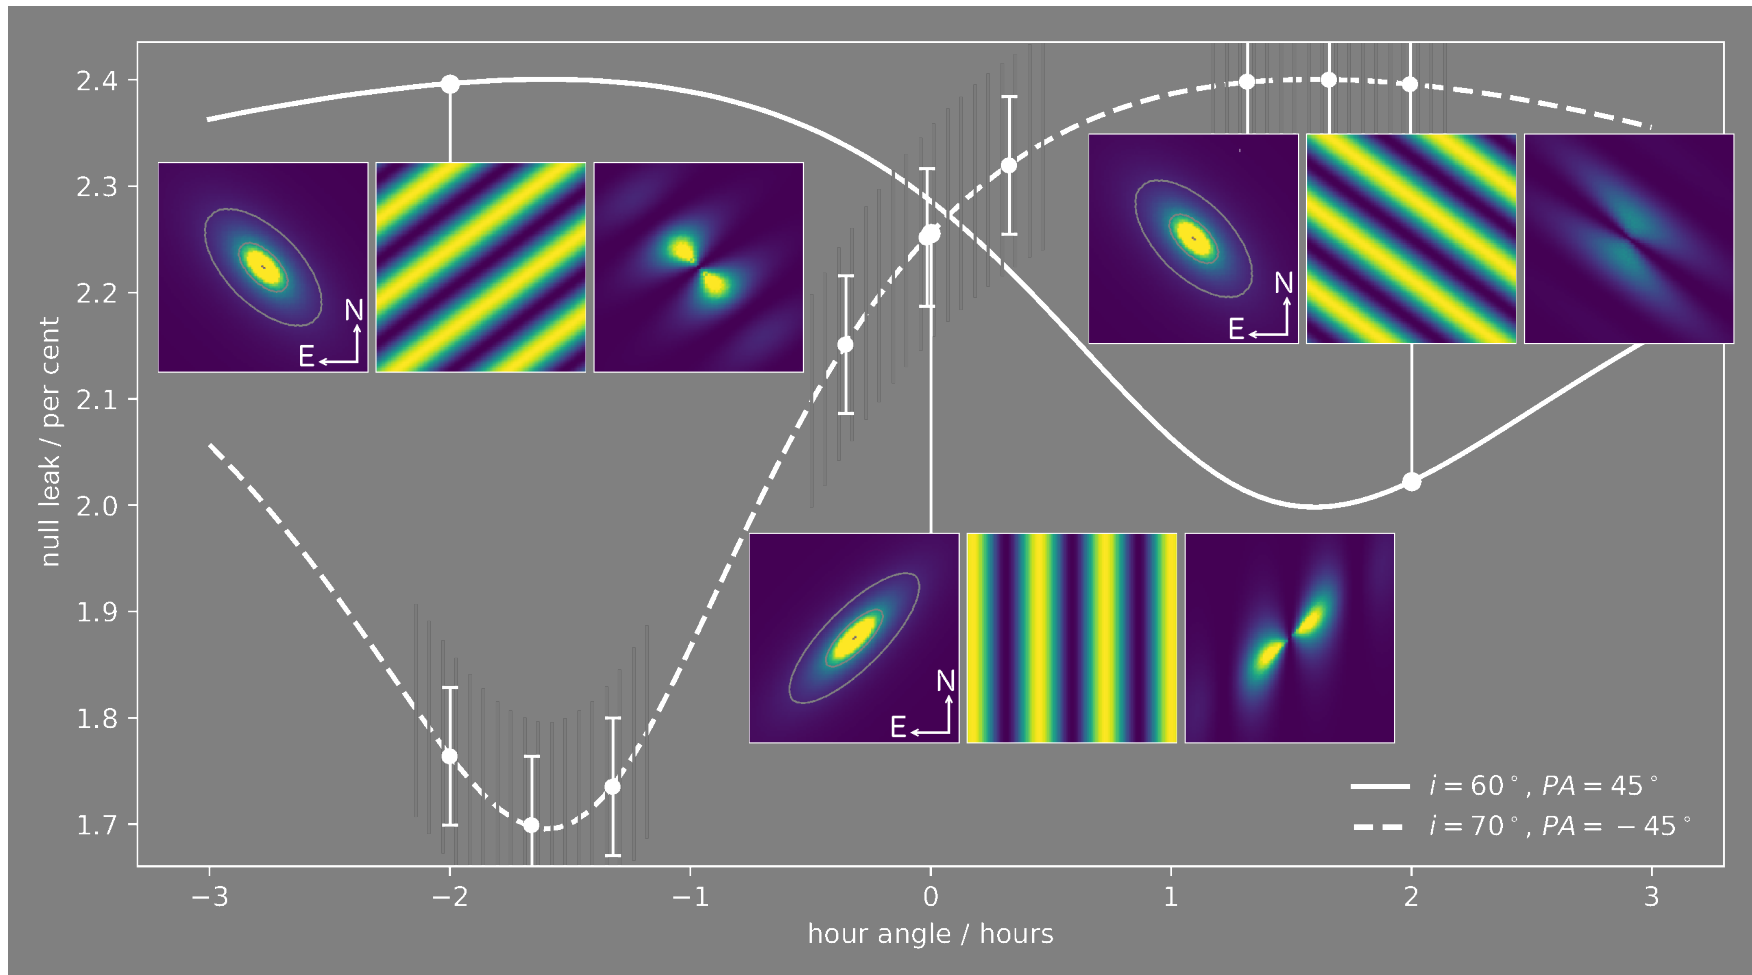 2.4
2.3
2.2
2.1
2.0
1.9
1.8
1.7
null leak / per cent
N
E
N
E
N
E
i = 60°, PA = 45°
i = 70°, PA = −45°
−3 −2 −1 0 1 2 3
hour angle / hours